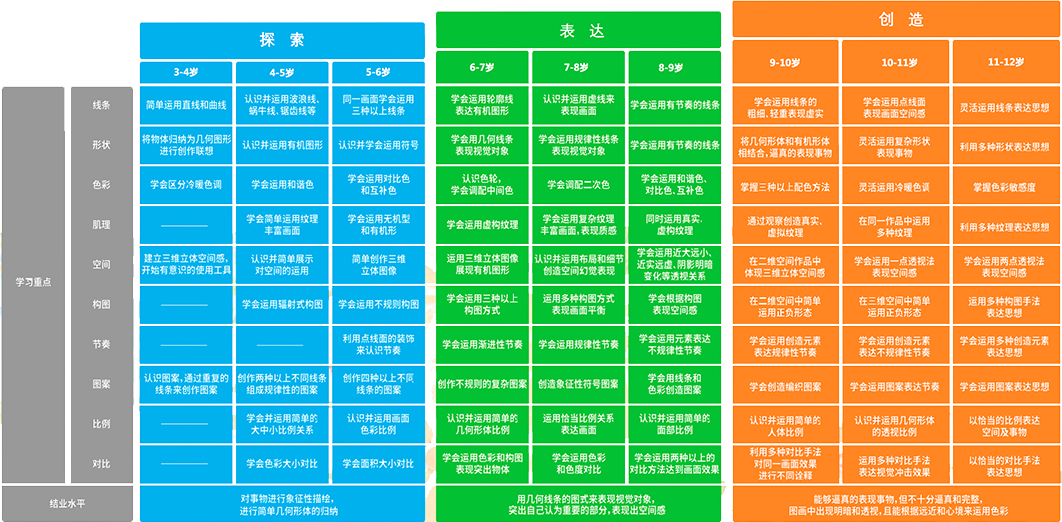 探 索
表 达
创 造
3-4岁
4-5岁
5-6岁
6-7岁
7-8岁
8-9岁
9-10岁
10-11岁
11-12岁
学习重点
线条
简单运用直线和曲线
认识并运用波浪线、
蜗牛线、锯齿线等
同一画面学会运用
三种以上线条
学会运用轮廓线
表达有机图形
认识并运用虚线来
表现画面
学会运用有节奏的线条
学会运用线条的
粗细、轻重表现虚实
学会运用点线面
表现画面空间感
灵活运用线条表达思想
形状
将物体归纳为几何图形
进行创作联想
认识并运用有机图形
认识并学会运用符号
学会用几何线条
表现视觉对象
学会运用规律性线条
表现视觉对象
学会运用有节奏的线条
将几何形体和有机形体
相结合，逼真的表现事物
灵活运用复杂形状
表现事物
利用多种形状表达思想
色彩
学会区分冷暖色调
学会运用和谐色
学会运用对比色
和互补色
认识色轮，
学会调配中间色
学会调配二次色
学会运用和谐色、
对比色、互补色
掌握三种以上配色方法
灵活运用冷暖色调
掌握色彩敏感度
肌理
————
学会简单运用纹理
丰富画面
学会运用无机型
和有机形
学会运用虚构纹理
学会运用复杂纹理
丰富画面，表现质感
同时运用真实、
虚构纹理
通过观察创造真实、
虚拟纹理
在同一作品中运用
多种纹理
利用多种纹理表达思想
空间
建立三维立体空间感，
开始有意识的使用工具
认识并简单展示
对空间的运用
简单创作三维
立体图像
运用三维立体图像
展现有机图形
认识并运用布局和细节
创造空间幻觉表现
学会运用近大远小、
近实远虚、阴影明暗
变化等透视关系
在二维空间作品中
体现三维立体空间感
学会运用一点透视法
表现空间感
学会运用两点透视法
表现空间感
构图
————
学会运用辐射式构图
学会运用不规则构图
学会运用三种以上
构图方式
运用多种构图方式
表现画面平衡
学会根据构图
表现空间感
在二维空间中简单
运用正负形态
在三维空间中简单
运用正负形态
运用多种构图手法
表达思想
节奏
————
————
利用点线面的装饰
来认识节奏
学会运用渐进性节奏
学会运用规律性节奏
学会运用元素表达
不规律性节奏
学会运用创造元素
表达规律性节奏
学会运用创造元素
表达不规律性节奏
学会运用多种创造元素
表达思想
图案
认识图案，通过重复的
线条来创作图案
创作两种以上不同线条
组成规律性的图案
创作四种以上不同
线条的图案
创作不规则的复杂图案
创造象征性符号图案
学会用线条和
色彩创造图案
学会创造编织图案
学会运用图案表达节奏
学会运用图案表达思想
比例
————
学会并运用简单的
大中小比例关系
认识并运用画面
色彩比例
认识并运用简单的
几何形体比例
运用恰当比例关系
表达画面
认识并运用简单的
面部比例
认识并运用简单的
人体比例
认识并运用几何形体
的透视比例
以恰当的比例表达
空间及事物
对比
————
学会色彩大小对比
学会面积大小对比
学会运用色彩和构图
表现突出物体
学会运用色彩
和色度对比
学会运用两种以上的
对比方法达到画面效果
利用多种对比手法
对同一画面效果
进行不同诠释
运用多种对比手法
表达视觉冲击效果
以恰当的对比手法
表达思想
结业水平
对事物进行象征性描绘，
进行简单几何形体的归纳
用几何线条的图式来表现视觉对象，
突出自己认为重要的部分，表现出空间感
能够逼真的表现事物，但不十分逼真和完整，
图画中出现明暗和透视，且能根据远近和心境来运用色彩